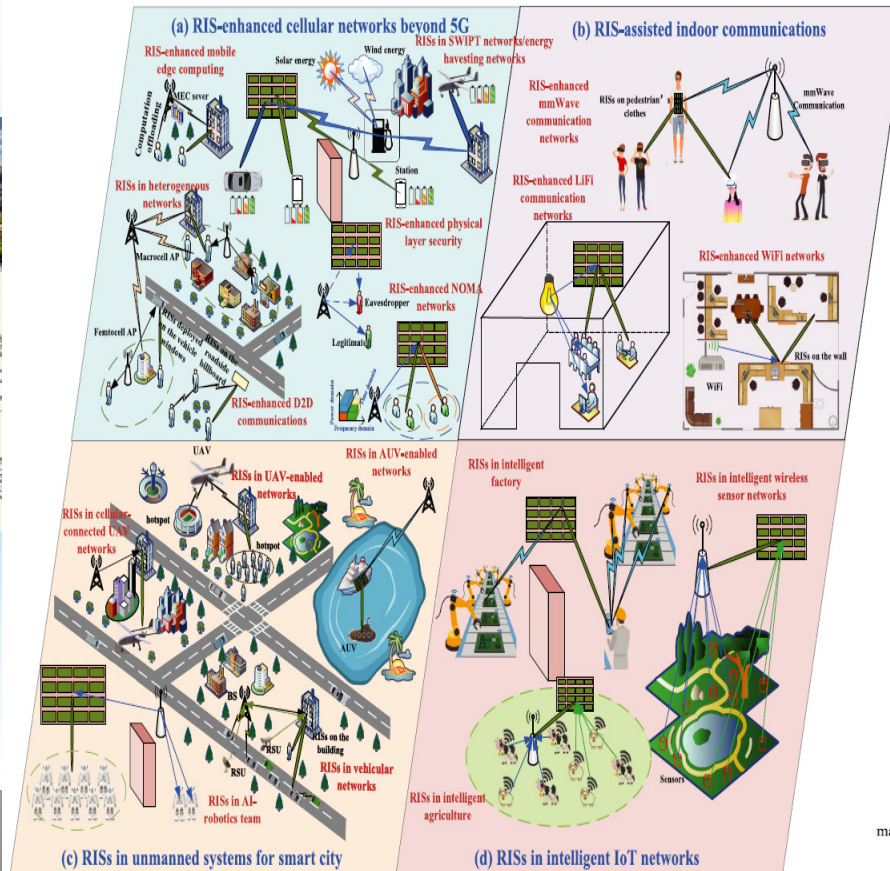 (a) RIS-enhanced cellular networks beyond 5G
RIS-enhanced mobile
edge computing
MEC sever
Computation
offloading
Solar energy
Wind energy
RISs in SWIPT networks/energy
havesting networks
Station
RISs in heterogeneous
networks
Macrocell AP
RIS-enhanced physical
layer security
Eavesdropper
Legitimate
RIS-enhanced NOMA
networks
Power domain
Frequency domain
Femtocell AP
RISs deployed
on the vehicle
windows
RISs on the
roadside
billboard
RIS-enhanced D2D
communications
(b) RIS-assisted indoor communications
RIS-enhanced
mmWave
communication
networks
RISs on pedestrian's
clothes
mmWave
Communication
RIS-enhanced LiFi
communication
networks
RIS-enhanced WiFi networks
WiFi
RISs on the wall
UAV
RISs in UAV-enabled
networks
hotspot
hotspot
RISs in cellular-
connected UAV
networks
RISs in AUV-enabled
networks
AUV
BS
RSU
RSU
RISs on the
building
RISs in vehicular
networks
RISs in AI-
robotics team
(c) RISs in unmanned systems for smart city
RISs in intelligent
factory
RISs in intelligent wireless
sensor networks
Sensors
RISs in intelligent
agriculture
(d) RISs in intelligent IoT networks